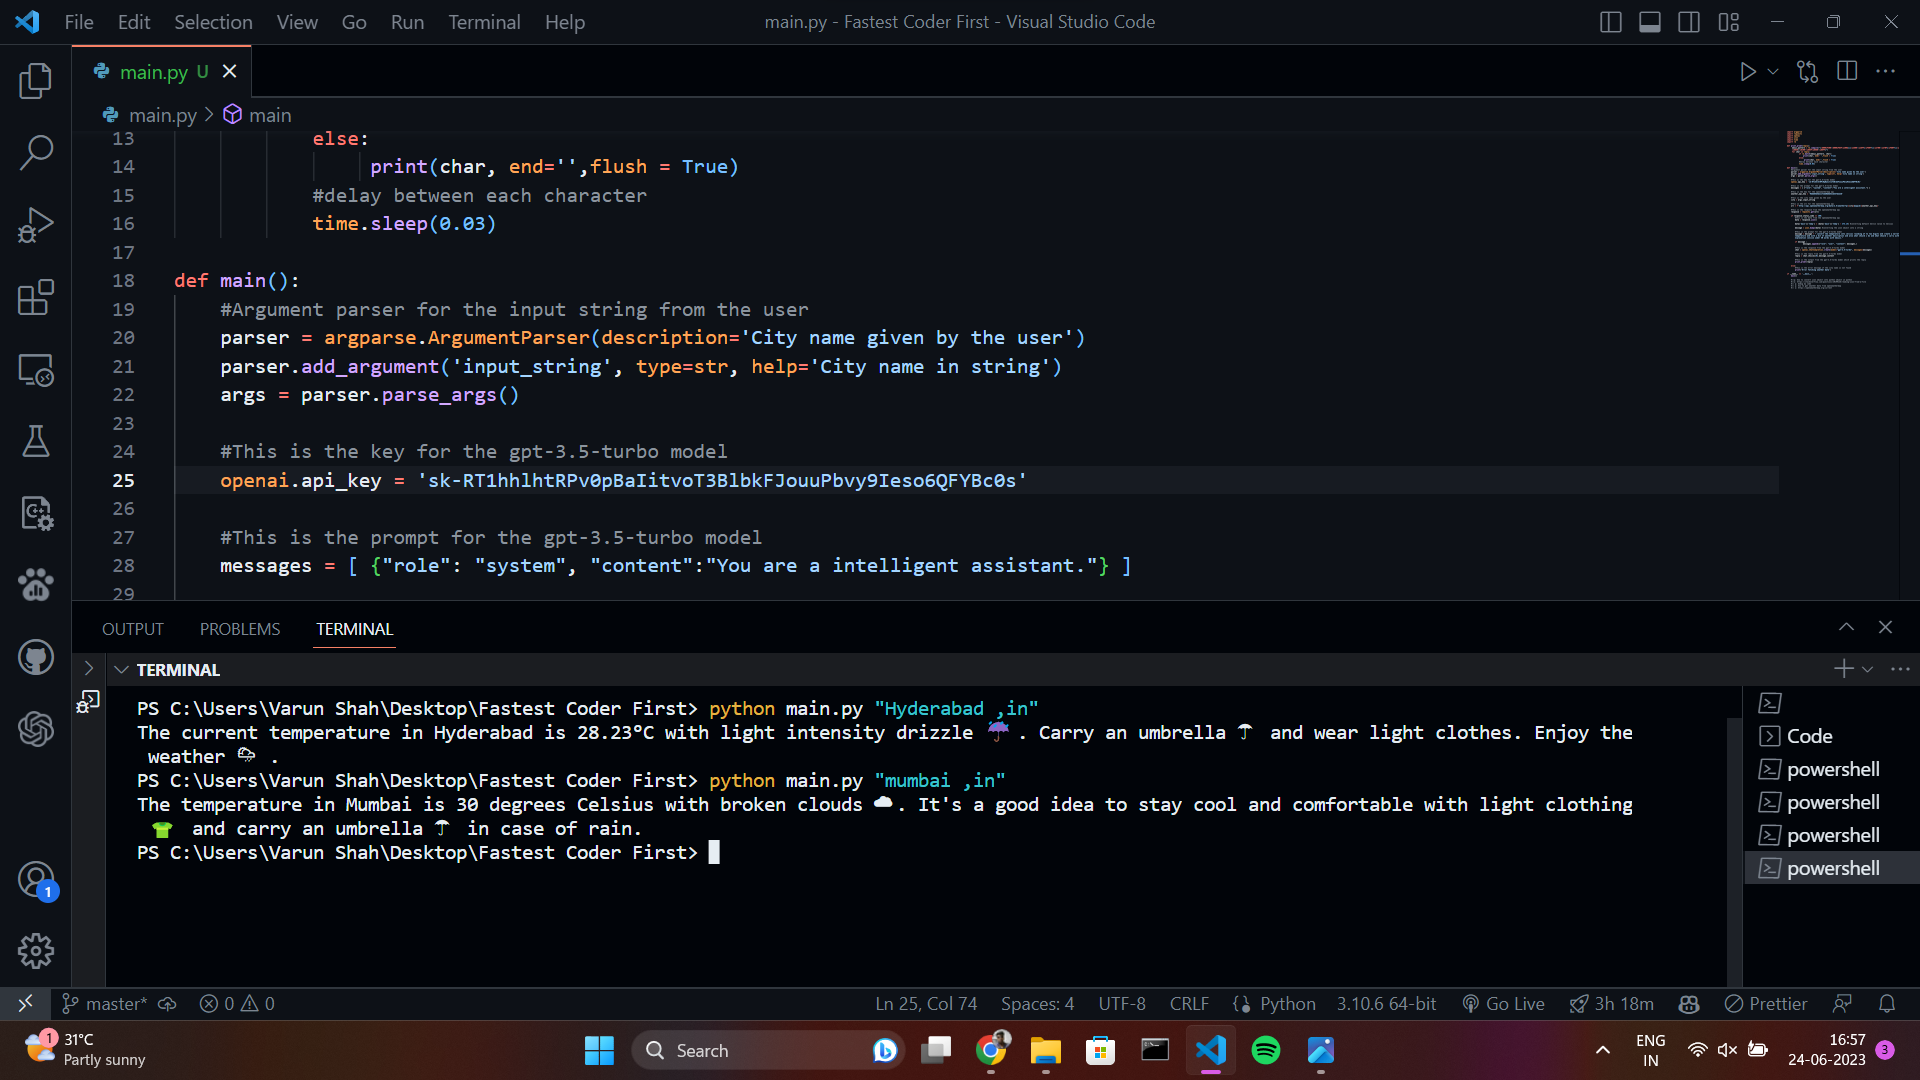 File Edit Selection View Go Run Terminal Help
main.py - Fastest Coder First - Visual Studio Code
main.py U
main.py > main
13 else:
14 print(char, end='',flush = True)
15 #delay between each character
16 time.sleep(0.03)
17
18 def main():
19 #Argument parser for the input string from the user
20 parser = argparse.ArgumentParser(description='City name given by the user')
21 parser.add_argument('input_string', type=str, help='City name in string')
22 args = parser.parse_args()
23
24 #This is the key for the gpt-3.5-turbo model
25 openai.api_key = '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'
26
27 #This is the prompt for the gpt-3.5-turbo model
28 messages = [ {"role": "system", "content":"You are a intelligent assistant."} ]
29
OUTPUT PROBLEMS TERMINAL
TERMINAL
PS C:\Users\Varun Shah\Desktop\Fastest Coder First> python main.py "Hyderabad ,in"
The current temperature in Hyderabad is 28.23°C with light intensity drizzle ☔ . Carry an umbrella ☂ and wear light clothes. Enjoy the
weather 🌧 .
PS C:\Users\Varun Shah\Desktop\Fastest Coder First> python main.py "mumbai ,in"
The temperature in Mumbai is 30 degrees Celsius with broken clouds ☁. It's a good idea to stay cool and comfortable with light clothing
👕 and carry an umbrella ☂ in case of rain.
PS C:\Users\Varun Shah\Desktop\Fastest Coder First>
Code
powershell
powershell
powershell
powershell
1
master* 0 0
Ln 25, Col 74 Spaces: 4 UTF-8 CRLF Python 3.10.6 64-bit Go Live 3h 18m Prettier
1
31°C
Partly sunny
Search
ENG
IN
16:57
24-06-2023
3